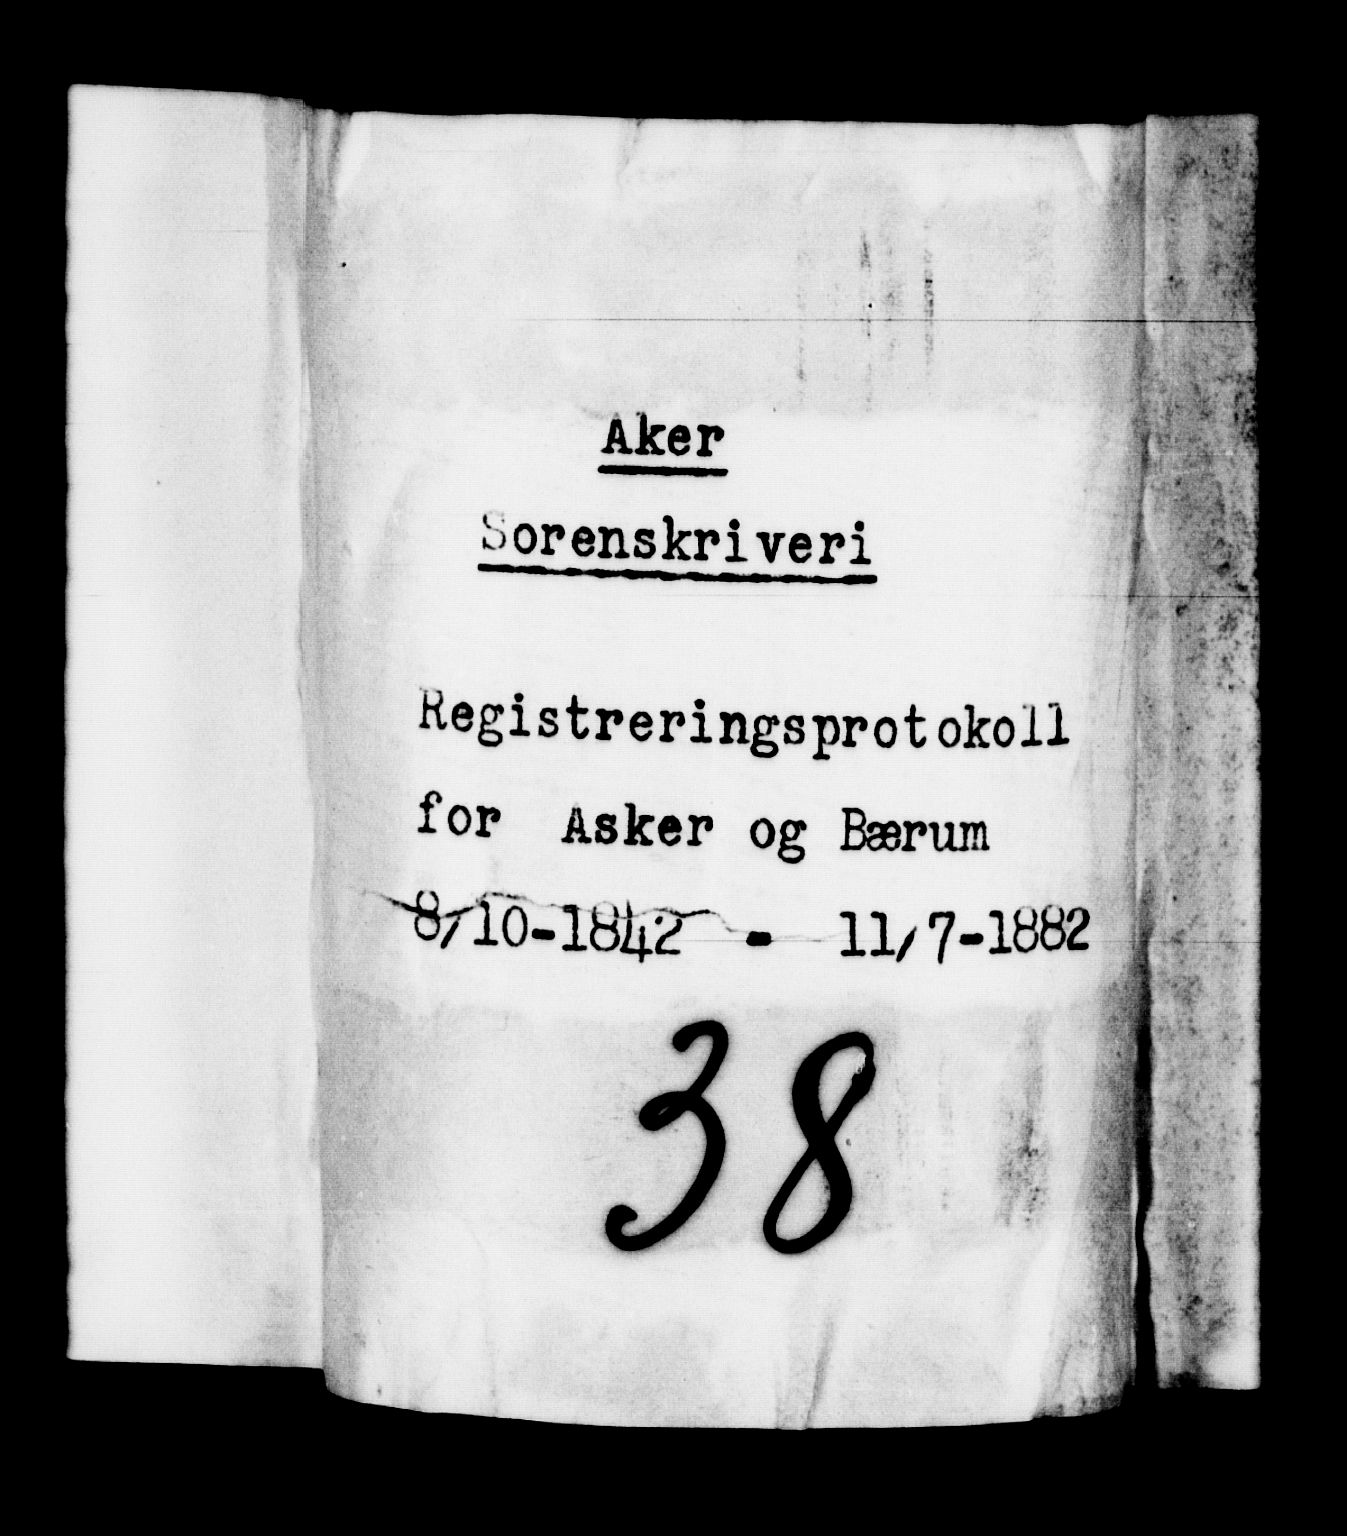 Aker
Sorenskriveri
Registreringsprotokoll
for Asker og Bærum
8/10-1842 - 11/7-1882
38